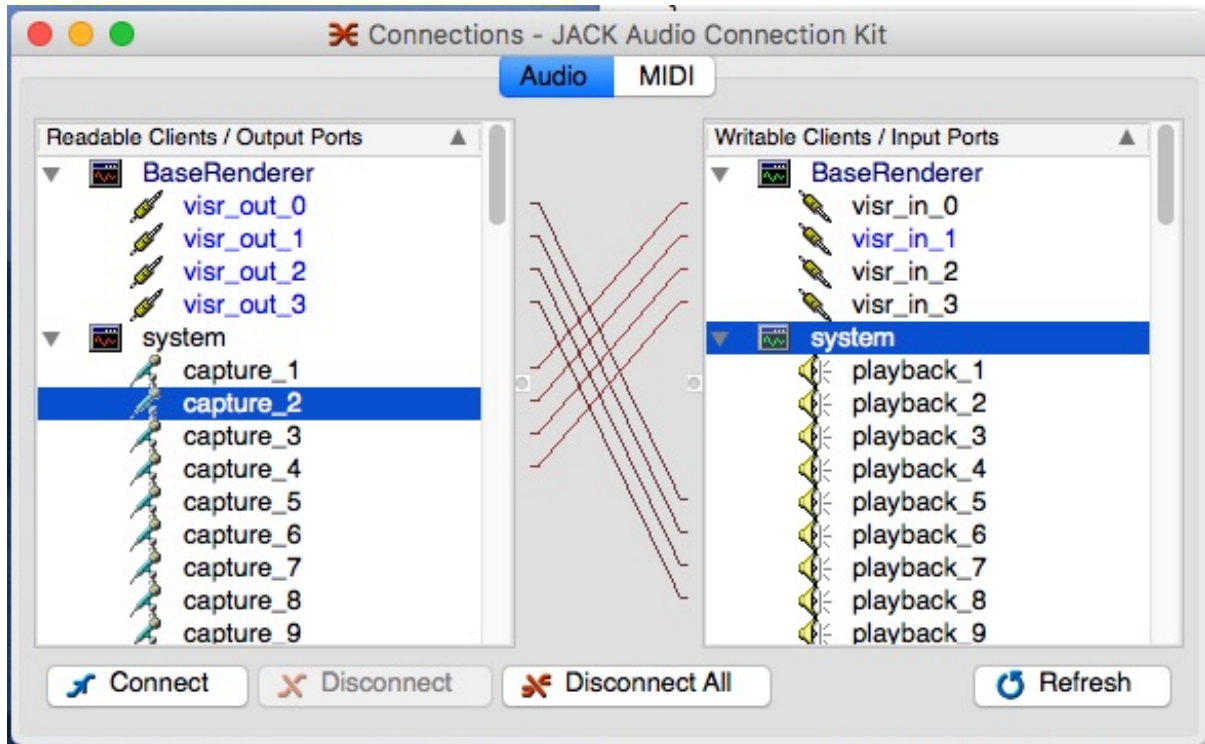 Connections - JACK Audio Connection Kit
Audio MIDI
Readable Clients / Output Ports
BaseRenderer
visr_out_0
visr_out_1
visr_out_2
visr_out_3
system
capture_1
capture_2
capture_3
capture_4
capture_5
capture_6
capture_7
capture_8
capture_9
Writable Clients / Input Ports
BaseRenderer
visr_in_0
visr_in_1
visr_in_2
visr_in_3
system
playback_1
playback_2
playback_3
playback_4
playback_5
playback_6
playback_7
playback_8
playback_9
Connect Disconnect Disconnect All Refresh